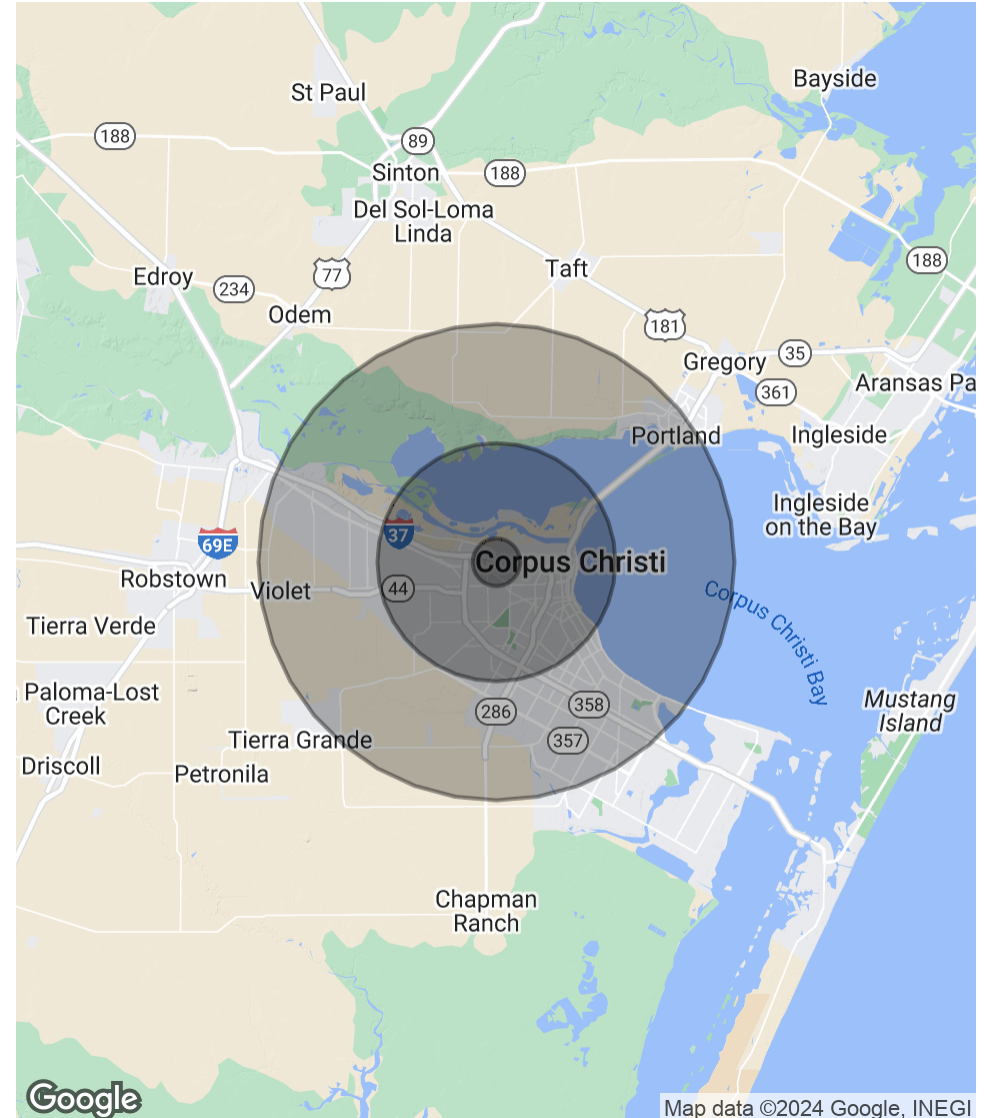 Bayside
St Paul
188
89
Sinton
188
Del Sol-Loma
Linda
188
Taft
Edroy
77
234
Odem
181
35
Gregory
361
Aransas Pa
Portland
Ingleside
Ingleside
on the Bay
37
69E
Corpus Christi
Robstown
Violet
44
Corpus Christi Bay
Tierra Verde
Paloma-Lost
Creek
Mustang
Island
286
358
357
Tierra Grande
Driscoll
Petronila
Chapman
Ranch
Google
Map data ©2024 Google, INEGI